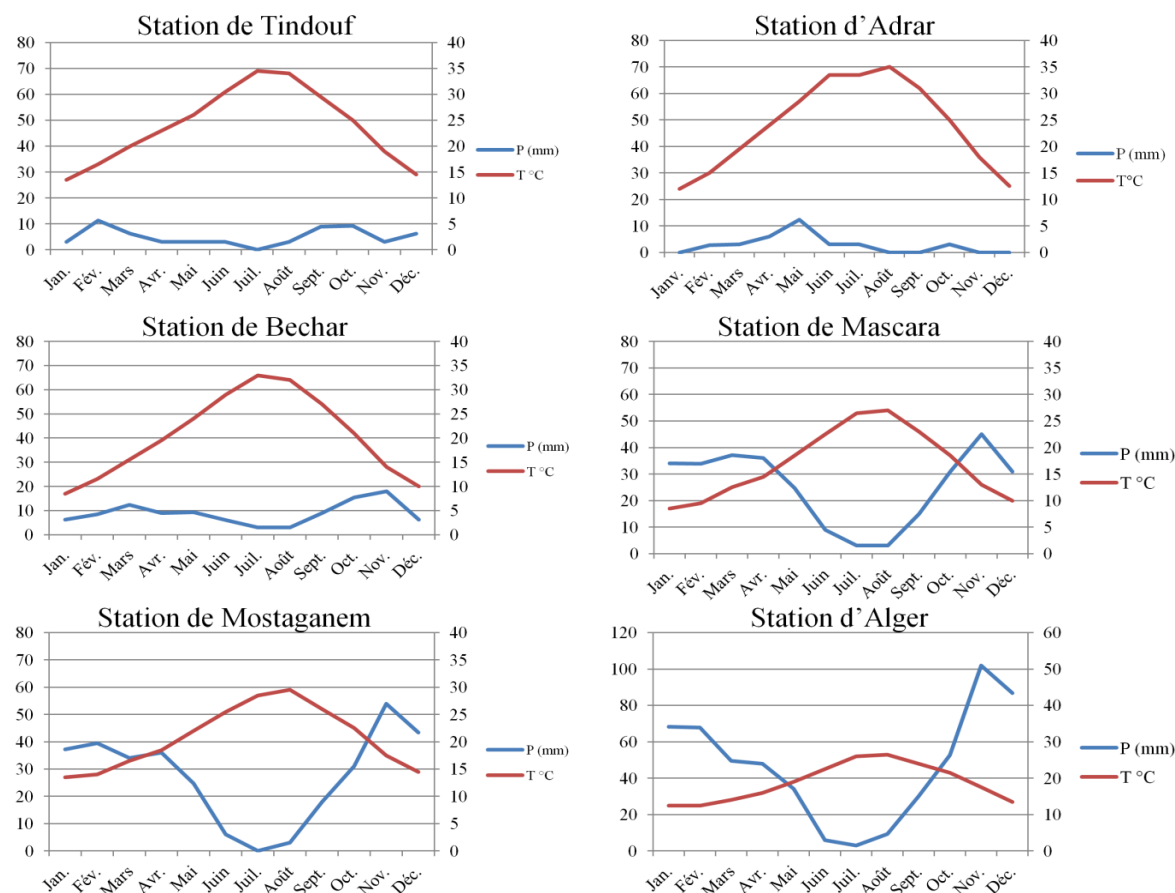 Station de Tindouf
80 70 60 50 40 30 20 10 0
40 35 30 25 20 15 10 5 0
Jan. Fév. Mars Avr. Mai Juin Juil. Août Sept. Oct. Nov. Déc.
P (mm)
T °C
Station d’Adrar
80 70 60 50 40 30 20 10 0
40 35 30 25 20 15 10 5 0
Janv. Fév. Mars Avr. Mai Juin Juil. Août Sept. Oct. Nov. Déc.
P (mm)
T°C
Station de Bechar
80 70 60 50 40 30 20 10 0
40 35 30 25 20 15 10 5 0
Jan. Fév. Mars Avr. Mai Juin Juil. Août Sept. Oct. Nov. Déc.
P (mm)
T °C
Station de Mascara
80 70 60 50 40 30 20 10 0
40 35 30 25 20 15 10 5 0
Jan. Fév. Mars Avr. Mai Juin Juil. Août Sept. Oct. Nov. Déc.
P (mm)
T °C
Station de Mostaganem
80 70 60 50 40 30 20 10 0
40 35 30 25 20 15 10 5 0
Jan. Fév. Mars Avr. Mai Juin Juil. Août Sept. Oct. Nov. Déc.
P (mm)
T °C
Station d’Alger
120 100 80 60 40 20 0
60 50 40 30 20 10 0
Jan. Fév. Mars Avr. Mai Juin Juil. Août Sept. Oct. Nov. Déc.
P (mm)
T °C